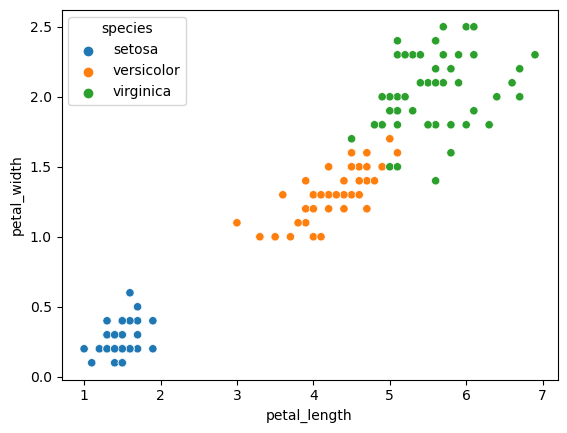 species
setosa
versicolor
virginica
2.5
2.0
1.5
1.0
0.5
0.0
petal_width
1 2 3 4 5 6 7
petal_length